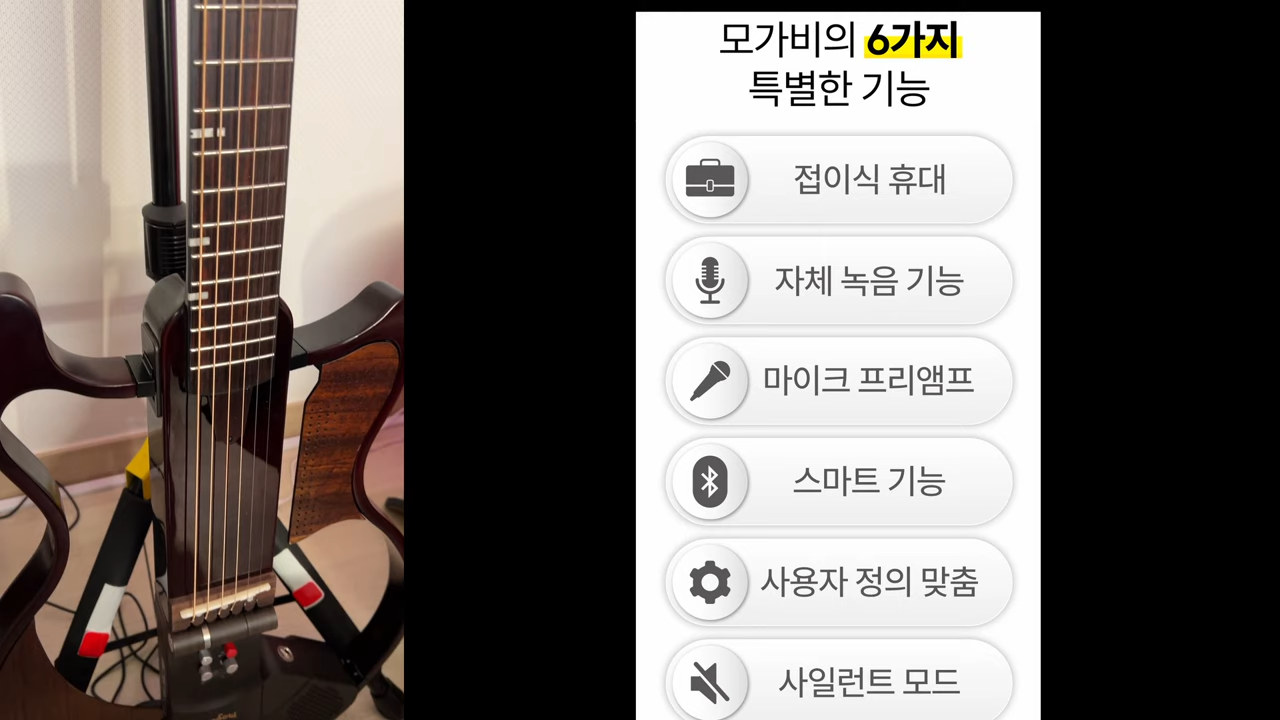 모가비의 6가지
특별한 기능
접이식 휴대
자체 녹음 기능
마이크 프리앰프
스마트 기능
사용자 정의 맞춤
사일런트 모드